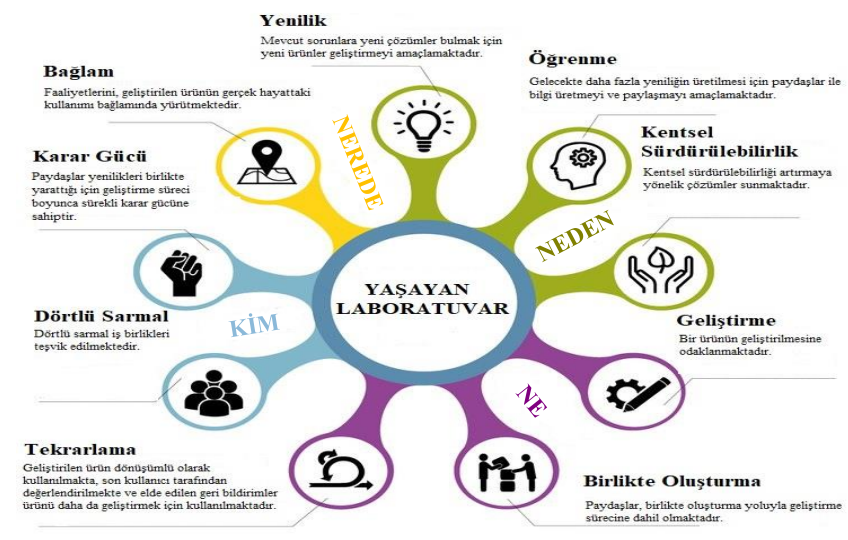 Yenilik
Mevcut sorunlara yeni çözümler bulmak için
yeni ürünler geliştirmeyi amaçlamaktadır.
Öğrenme
Gelecekte daha fazla yeniliğin üretilmesi için paydaşlar ile
bilgi üretmeyi ve paylaşmayı amaçlamaktadır.
Kentsel
Sürdürülebilirlik
Kentsel sürdürülebilirliği artırmaya
yönelik çözümler sunmaktadır.
NEDEN
Geliştirme
Bir ürünün geliştirilmesine
odaklanmaktadır.
Birlikte Oluşturma
Paydaşlar, birlikte oluşturma yoluyla geliştirme
sürecine dahil olmaktadır.
NE
Tekrarlama
Geliştirilen ürün dönüşümlü olarak
kullanılmakta, son kullanıcı tarafından
değerlendirilmekte ve elde edilen geri bildirimler
ürünü daha da geliştirmek için kullanılmaktadır.
Dörtlü Sarmal
Dörtlü sarmal iş birlikleri
teşvik edilmektedir.
KİM
Karar Gücü
Paydaşlar yenilikleri birlikte
yarattığı için geliştirme süreci
boyunca sürekli karar gücüne
sahiptir.
Bağlam
Faaliyetlerini, geliştirilen ürünün gerçek hayattaki
kullanımı bağlamında yürütmektedir.
NEREDE
YAŞAYAN
LABORATUVAR